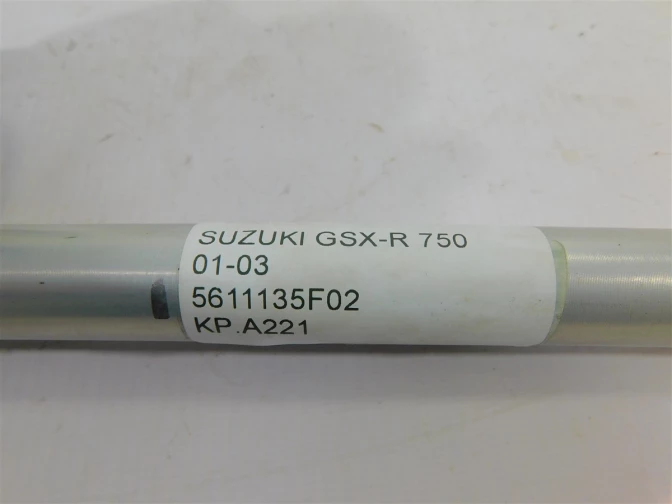 SUZUKI GSX-R 750
01-03
5611135F02
KP.A221